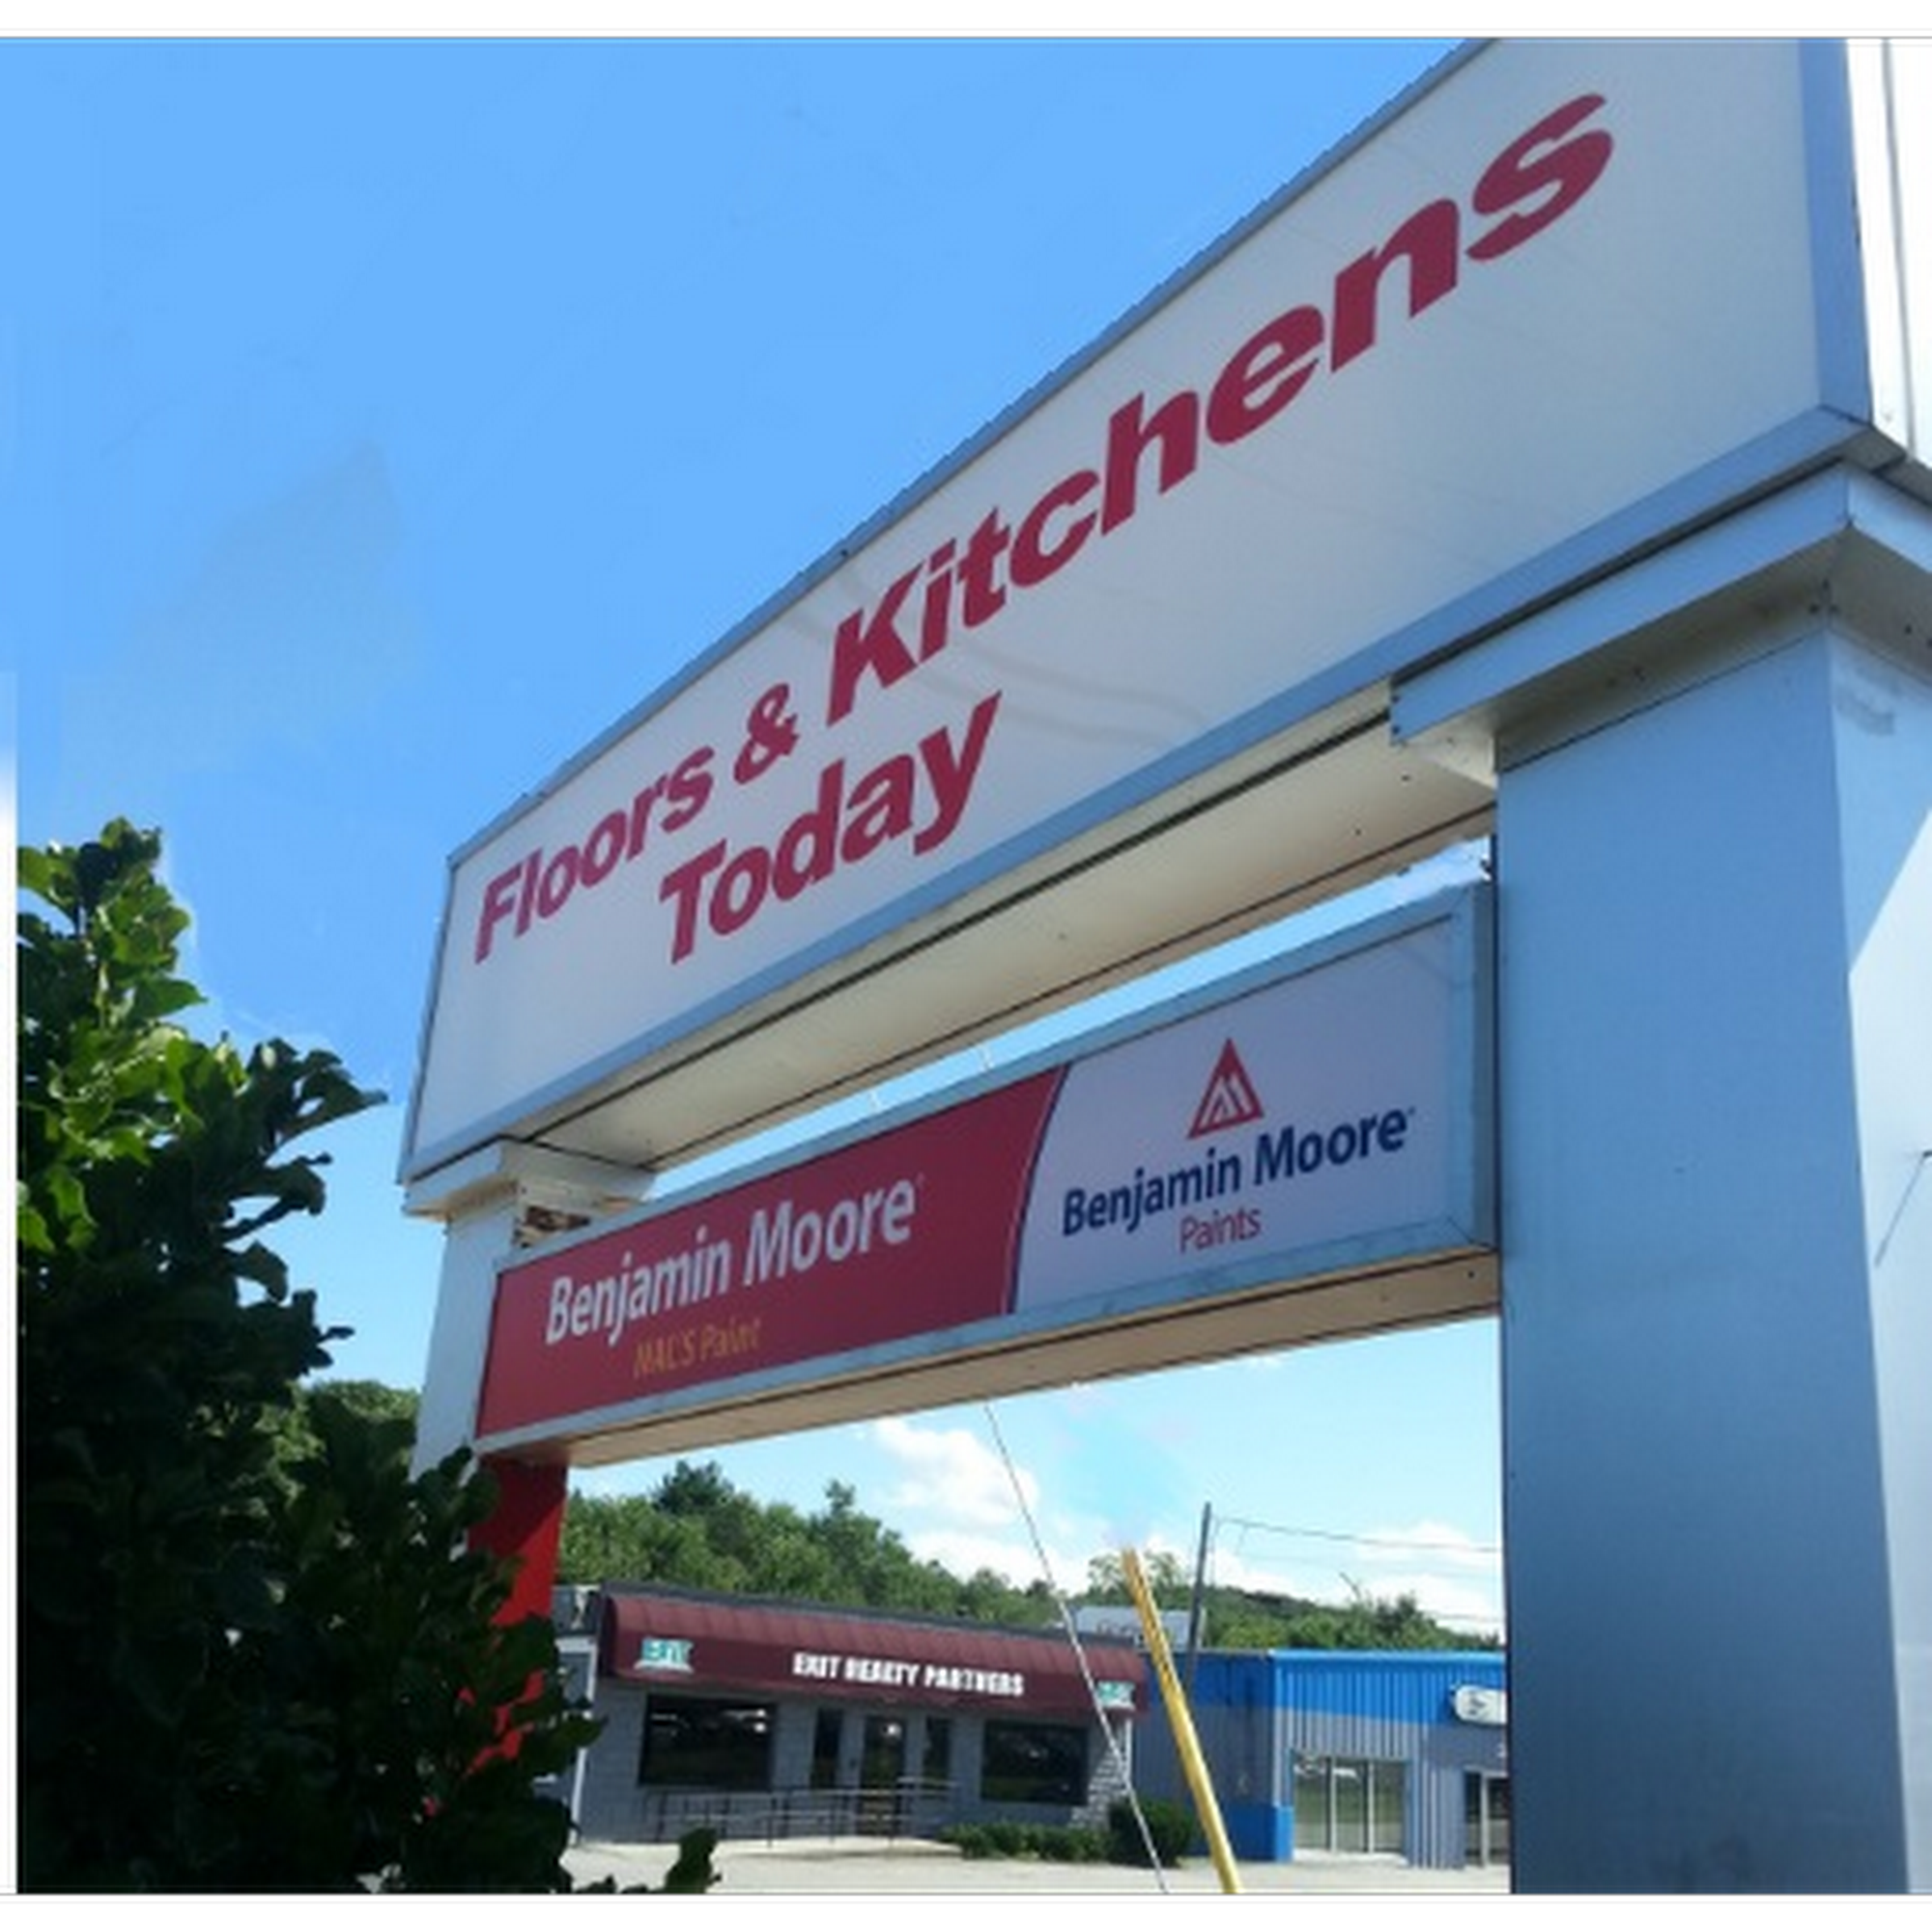 Floors & Kitchens
Today
Benjamin Moore
MAL'S Paint
Benjamin Moore®
Paints
EXIT REALTY PARTNERS